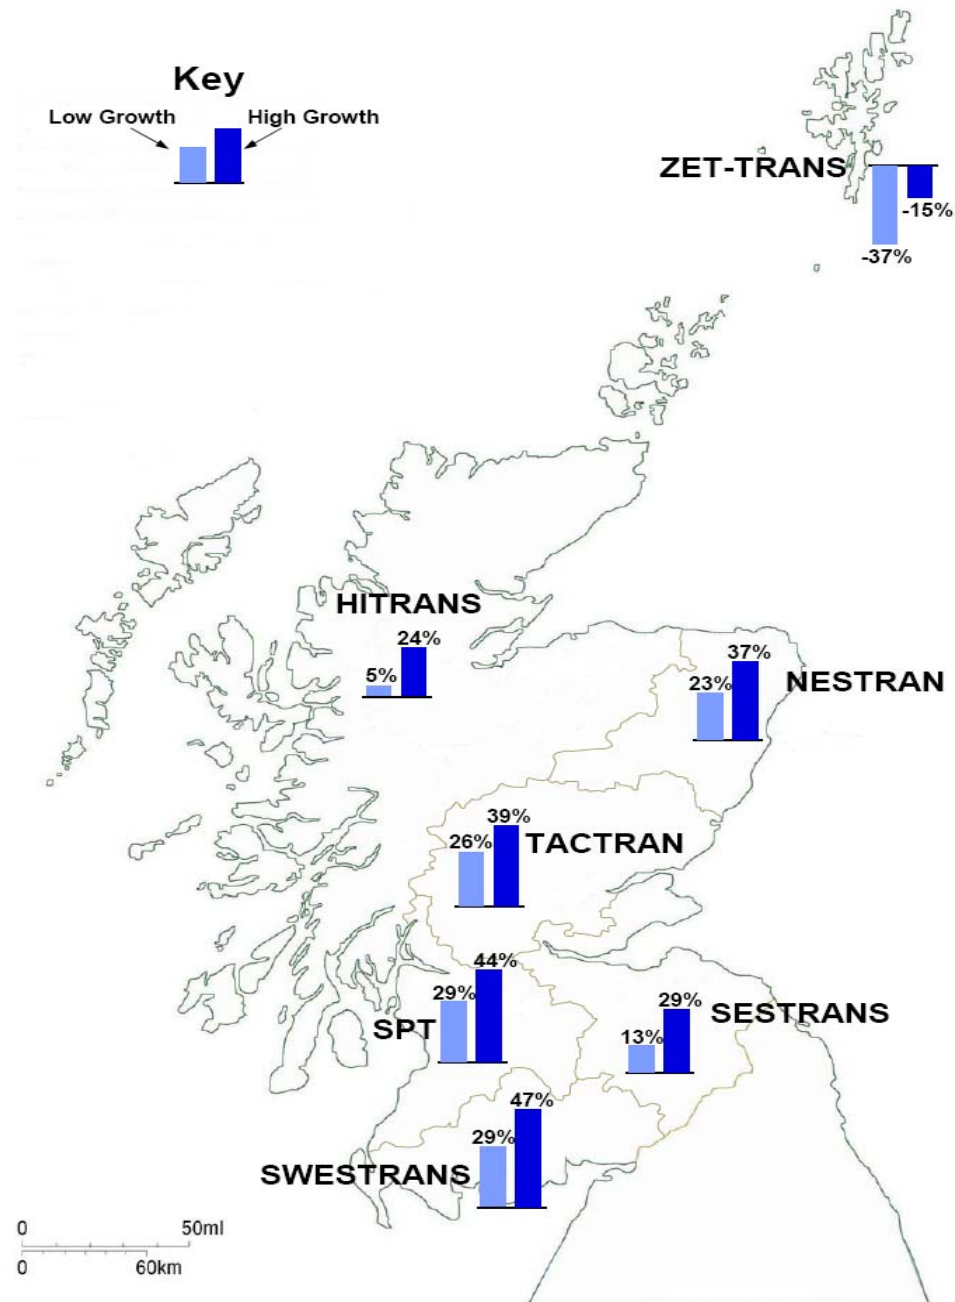 Key
Low Growth
High Growth
ZET-TRANS
-15%
-37%
HITRANS
24%
5%
37%
23%
NESTRAN
39%
26%
TACTRAN
44%
29%
SPT
29%
13%
SESTRANS
47%
29%
SWESTRANS
0 50ml
0 60km